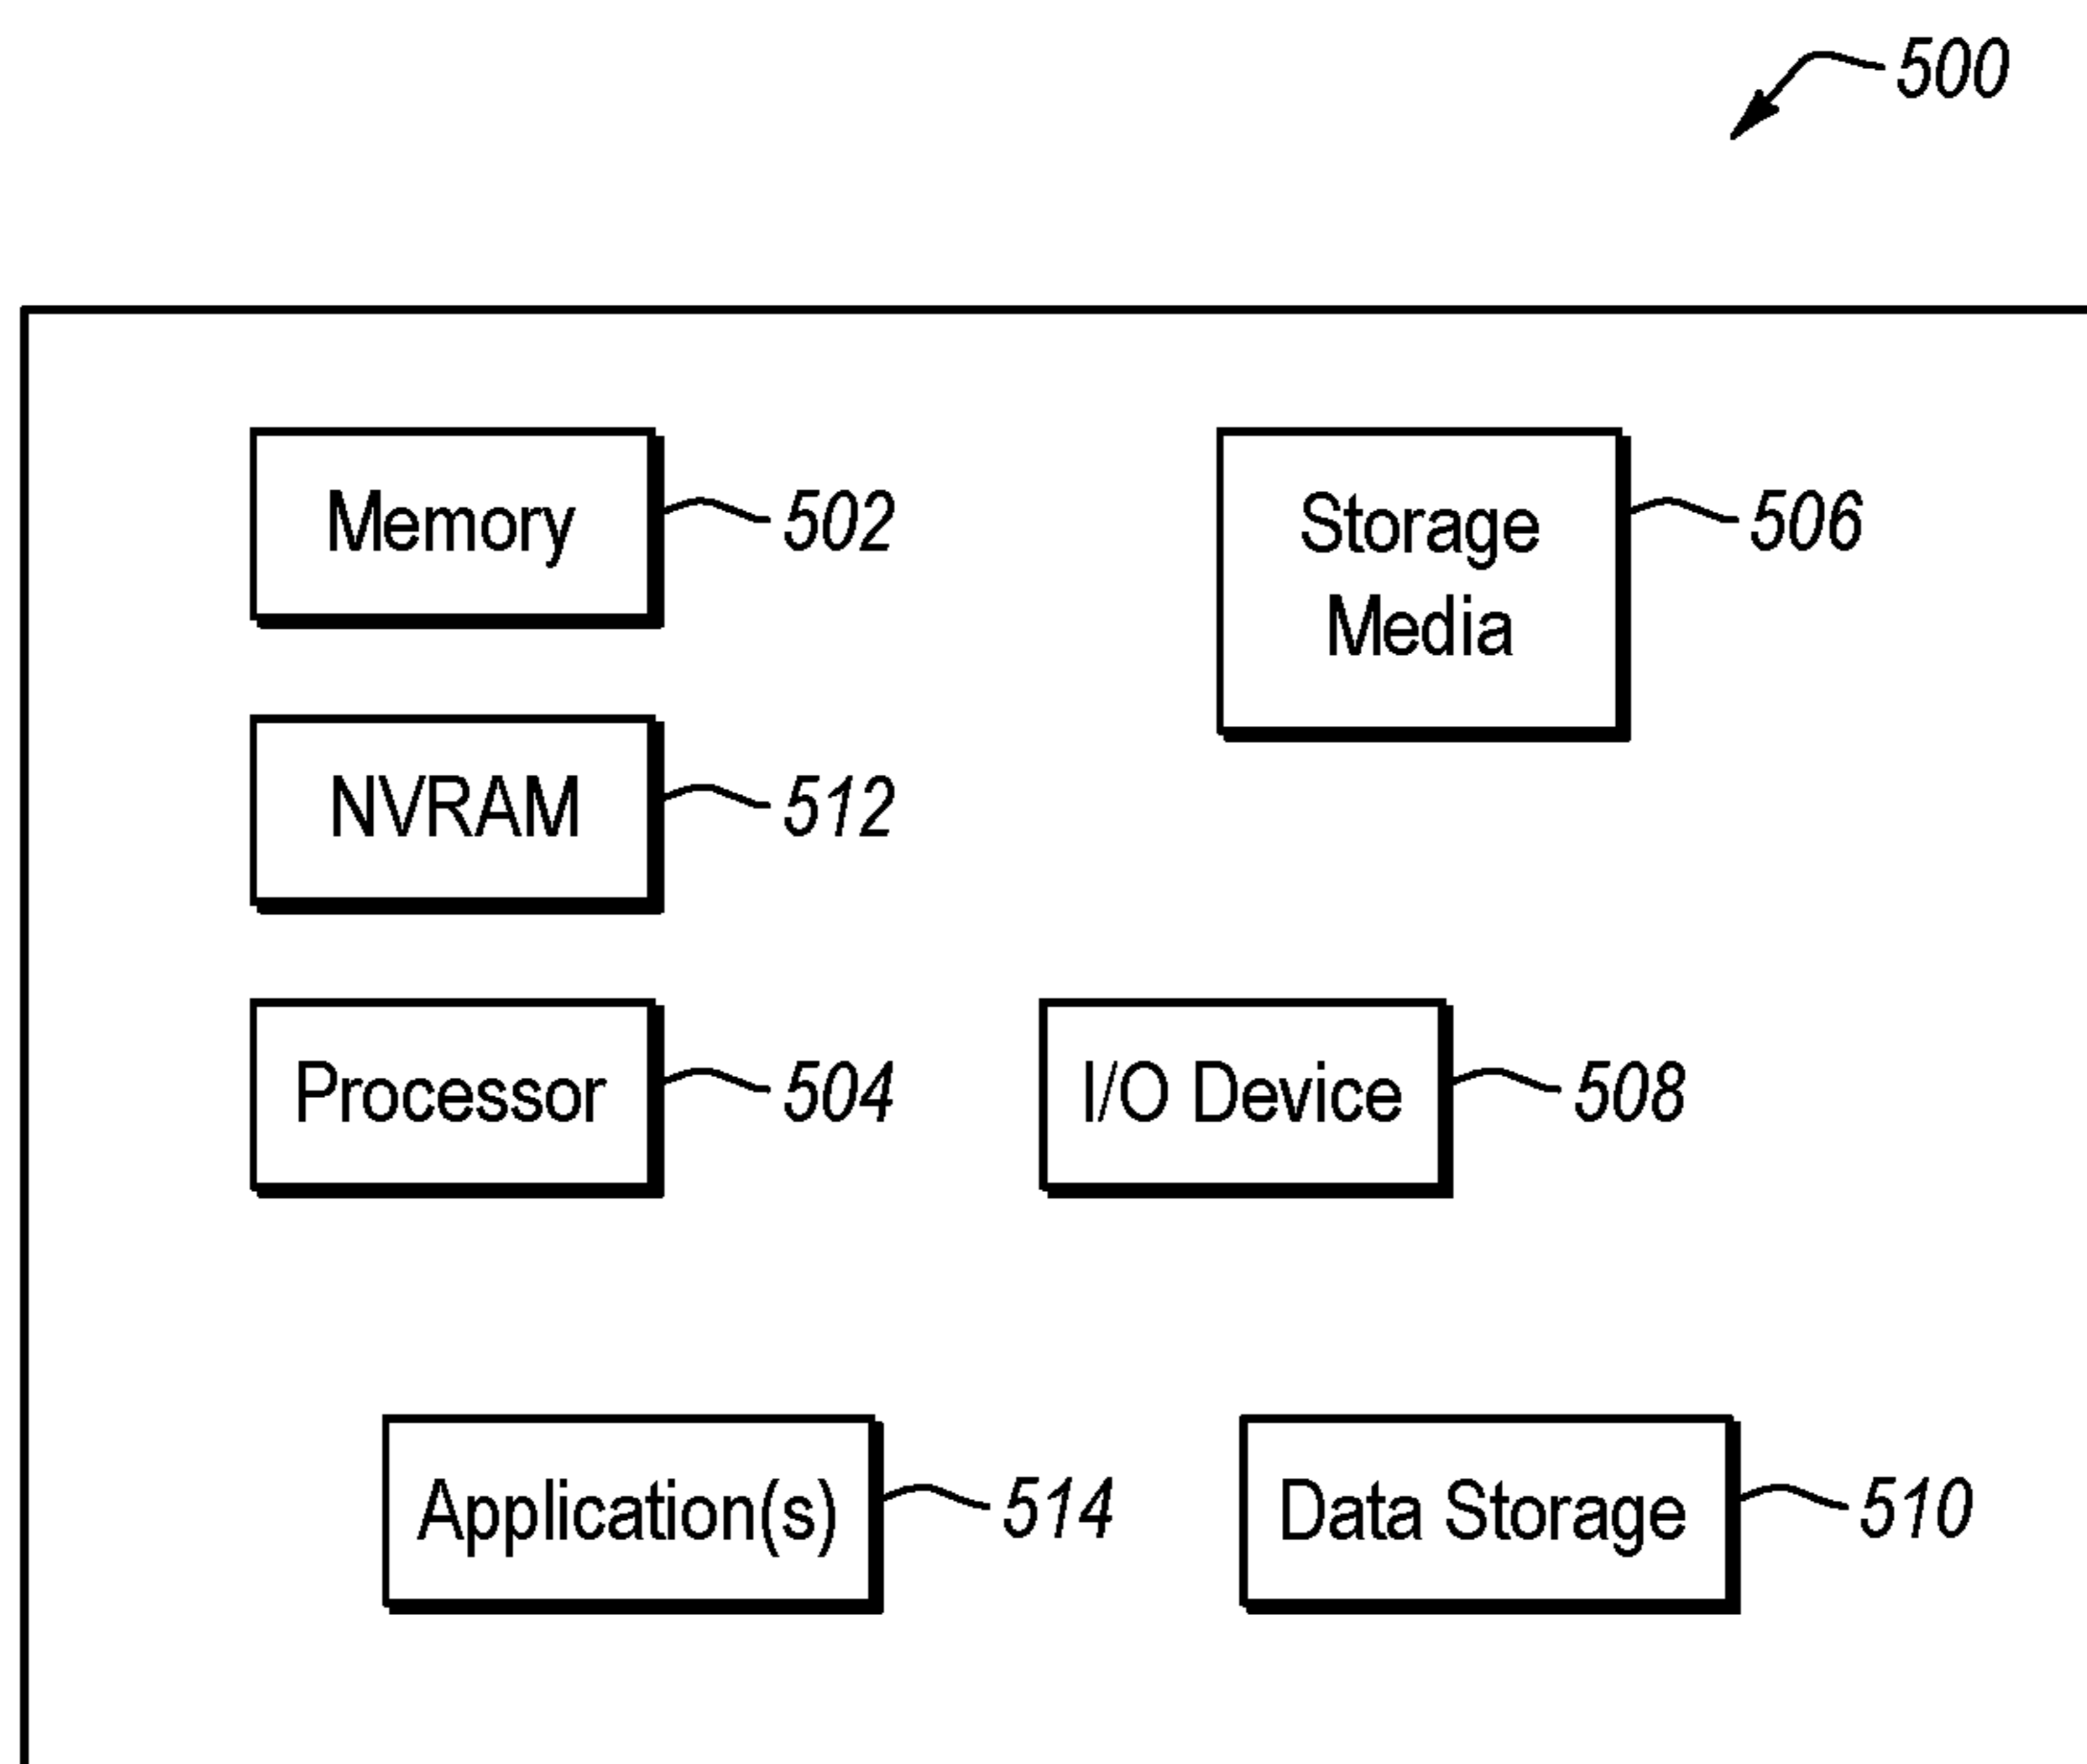 500
Memory 502
Storage
Media 506
NVRAM 512
Processor 504
I/O Device 508
Application(s) 514
Data Storage 510